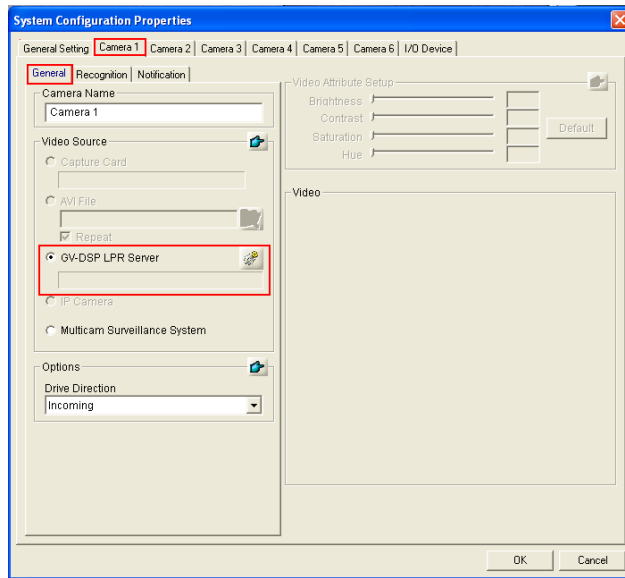 System Configuration Properties
General Setting Camera 1 Camera 2 Camera 3 Camera 4 Camera 5 Camera 6 I/O Device
General Recognition Notification
Camera Name
Camera 1
Video Source
Capture Card
AVI File
Repeat
GV-DSP LPR Server
IP Camera
Multicam Surveillance System
Options
Drive Direction
Incoming
Video Attribute Setup
Brightness
Contrast
Saturation
Hue
Default
Video
OK Cancel